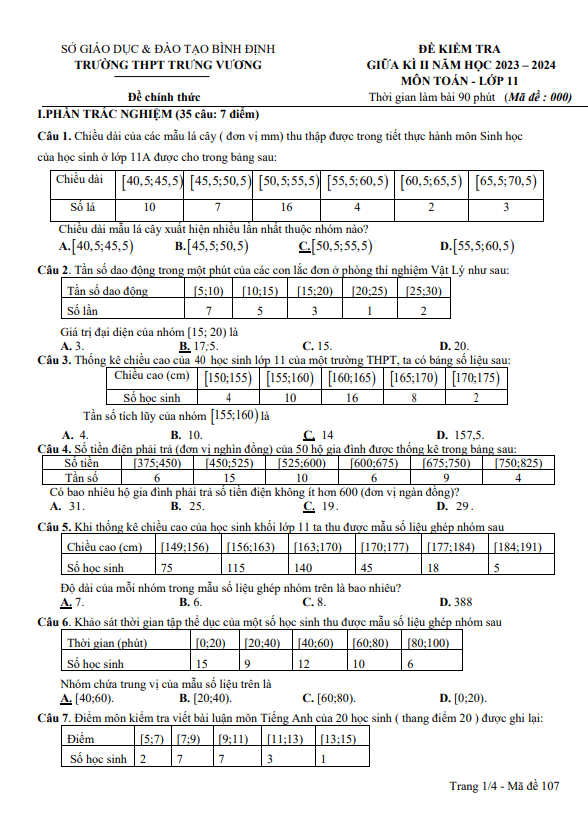 SỞ GIÁO DỤC & ĐÀO TẠO BÌNH ĐỊNH
TRƯỜNG THPT TRƯNG VƯƠNG
Đề chính thức
ĐỀ KIỂM TRA
GIỮA KÌ II NĂM HỌC 2023 – 2024
MÔN TOÁN - LỚP 11
Thời gian làm bài 90 phút (Mã đề : 000)
I.PHẦN TRẮC NGHIỆM (35 câu: 7 điểm)
Câu 1. Chiều dài của các mẫu lá cây ( đơn vị mm) thu thập được trong tiết thực hành môn Sinh học
của học sinh ở lớp 11A được cho trong bảng sau:
Chiều dài [40,5;45,5) [45,5;50,5) [50,5;55,5) [55,5;60,5) [60,5;65,5) [65,5;70,5)
Số lá 10 7 16 4 2 3
Chiều dài mẫu lá cây xuất hiện nhiều lần nhất thuộc nhóm nào?
A.[40,5;45,5) B.[45,5;50,5) C.[50,5;55,5) D.[55,5;60,5)
Câu 2. Tần số dao động trong một phút của các con lắc đơn ở phòng thí nghiệm Vật Lý như sau:
Tần số dao động [5;10) [10;15) [15;20) [20;25) [25;30)
Số lần 7 5 3 1 2
Giá trị đại diện của nhóm [15; 20) là
A. 3. B. 17;5. C. 15. D. 20.
Câu 3. Thống kê chiều cao của 40 học sinh lớp 11 của một trường THPT, ta có bảng số liệu sau:
Chiều cao (cm) [150;155) [155;160) [160;165) [165;170) [170;175)
Số học sinh 4 10 16 8 2
Tần số tích lũy của nhóm [155;160) là
A. 4. B. 10. C. 14 D. 157,5.
Câu 4. Số tiền điện phải trả (đơn vị nghìn đồng) của 50 hộ gia đình được thống kê trong bảng sau:
Số tiền [375;450) [450;525) [525;600) [600;675) [675;750) [750;825)
Tần số 6 15 10 6 9 4
Có bao nhiêu hộ gia đình phải trả số tiền điện không ít hơn 600 (đơn vị ngàn đồng)?
A. 31. B. 25. C. 19. D. 29 .
Câu 5. Khi thống kê chiều cao của học sinh khối lớp 11 ta thu được mẫu số liệu ghép nhóm sau
Chiều cao (cm) [149;156) [156;163) [163;170) [170;177) [177;184) [184;191)
Số học sinh 75 115 140 45 18 5
Độ dài của mỗi nhóm trong mẫu số liệu ghép nhóm trên là bao nhiêu?
A. 7. B. 6. C. 8. D. 388
Câu 6. Khảo sát thời gian tập thể dục của một số học sinh thu được mẫu số liệu ghép nhóm sau
Thời gian (phút) [0;20) [20;40) [40;60) [60;80) [80;100)
Số học sinh 15 9 12 10 6
Nhóm chứa trung vị của mẫu số liệu trên là
A. [40;60). B. [20;40). C. [60;80). D. [0;20).
Câu 7. Điểm môn kiểm tra viết bài luận môn Tiếng Anh của 20 học sinh ( thang điểm 20 ) được ghi lại:
Điểm [5;7) [7;9) [9;11) [11;13) [13;15)
Số học sinh 2 7 7 3 1
Trang 1/4 - Mã đề 107